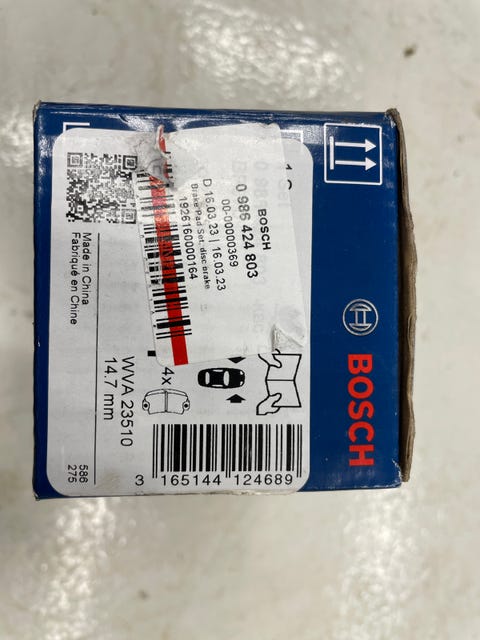 BOSCH
0 986 424 803
00-00000369
D 16.03.23 | 16.03.23
Brake Pad Set, disc brake
1926160000164
Made in China
Fabriqué en Chine
4x
WVA 23510
14.7 mm
586
275
3 165144 124689
BOSCH